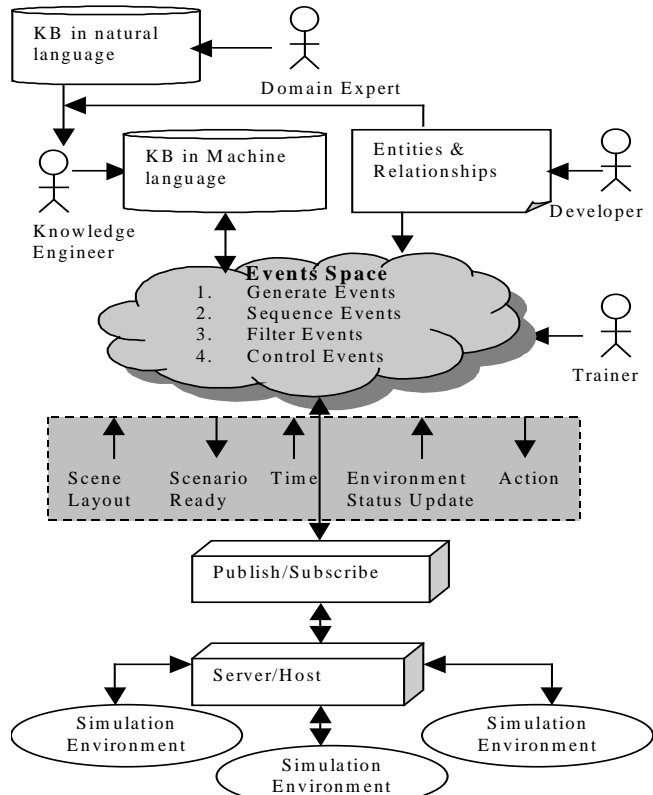 KB in natural
language
Domain Expert
KB in Machine
language
Entities &
Relationships
Knowledge
Engineer
Developer
Events Space
1. Generate Events
2. Sequence Events
3. Filter Events
4. Control Events
Trainer
Scene
Layout
Scenario
Ready
Time
Environment
Status Update
Action
Publish/Subscribe
Server/Host
Simulation
Environment
Simulation
Environment
Simulation
Environment